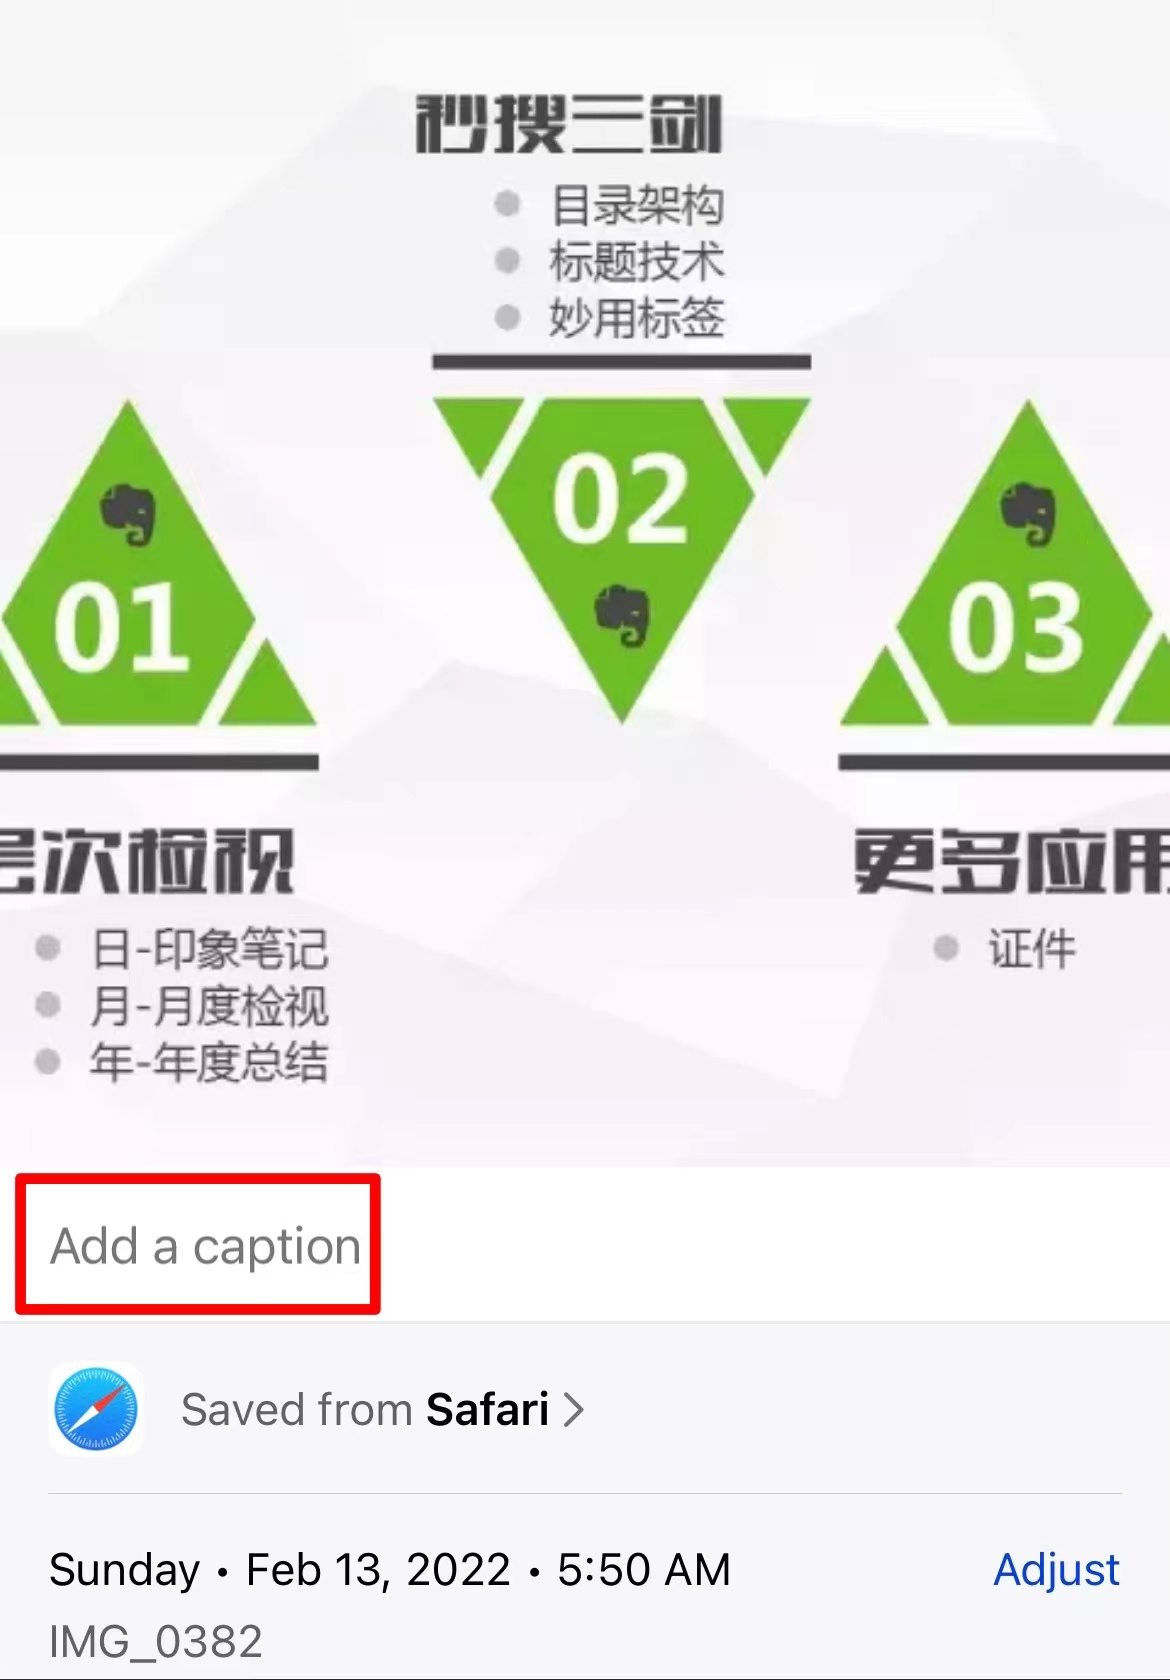 秒搜三剑
目录架构
标题技术
妙用标签
01
02
03
层次检视
日-印象笔记
月-月度检视
年-年度总结
更多应用
证件
Add a caption
Saved from Safari
Sunday • Feb 13, 2022 • 5:50 AM
Adjust
IMG_0382